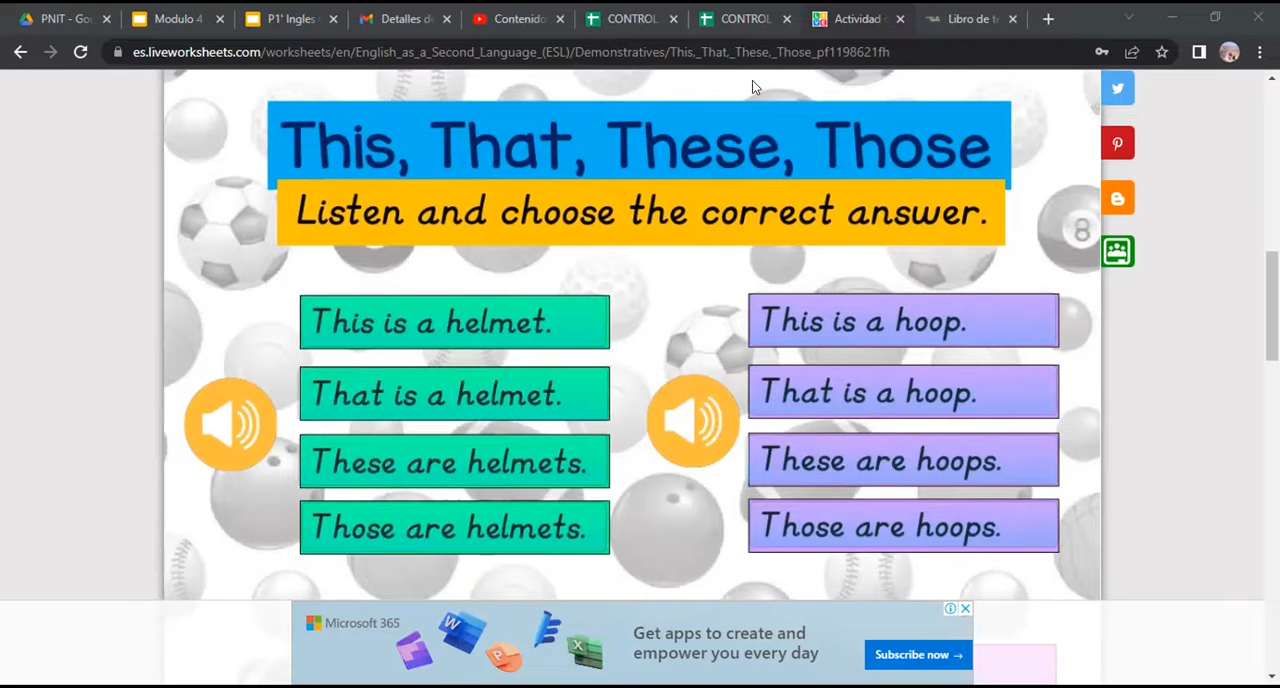 PNIT - Goo
Modulo 4
P1' Ingles
Detalles de
Contenido
CONTROL
CONTROL
Actividad
Libro de te
es.liveworksheets.com/worksheets/en/English_as_a_Second_Language_(ESL)/Demonstratives/This,_That,_These,_Those_pf1198621fh
This, That, These, Those
Listen and choose the correct answer.
8
This is a helmet.
That is a helmet.
These are helmets.
Those are helmets.
This is a hoop.
That is a hoop.
These are hoops.
Those are hoops.
Microsoft 365
Get apps to create and
empower you every day
Subscribe now →